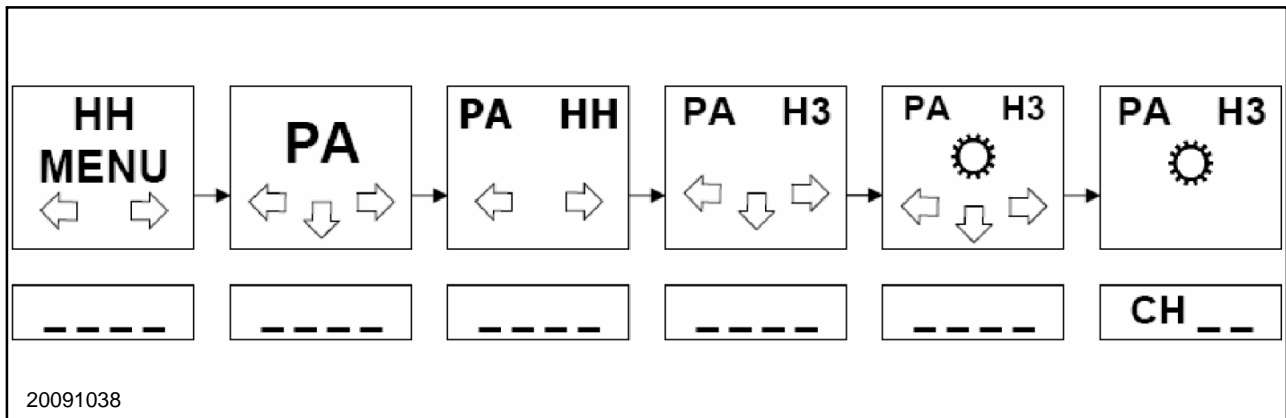 HH
MENU
PA
PA HH
PA H3
PA H3
PA H3
_ _ _ _
_ _ _ _
_ _ _ _
_ _ _ _
_ _ _ _
CH _ _
20091038